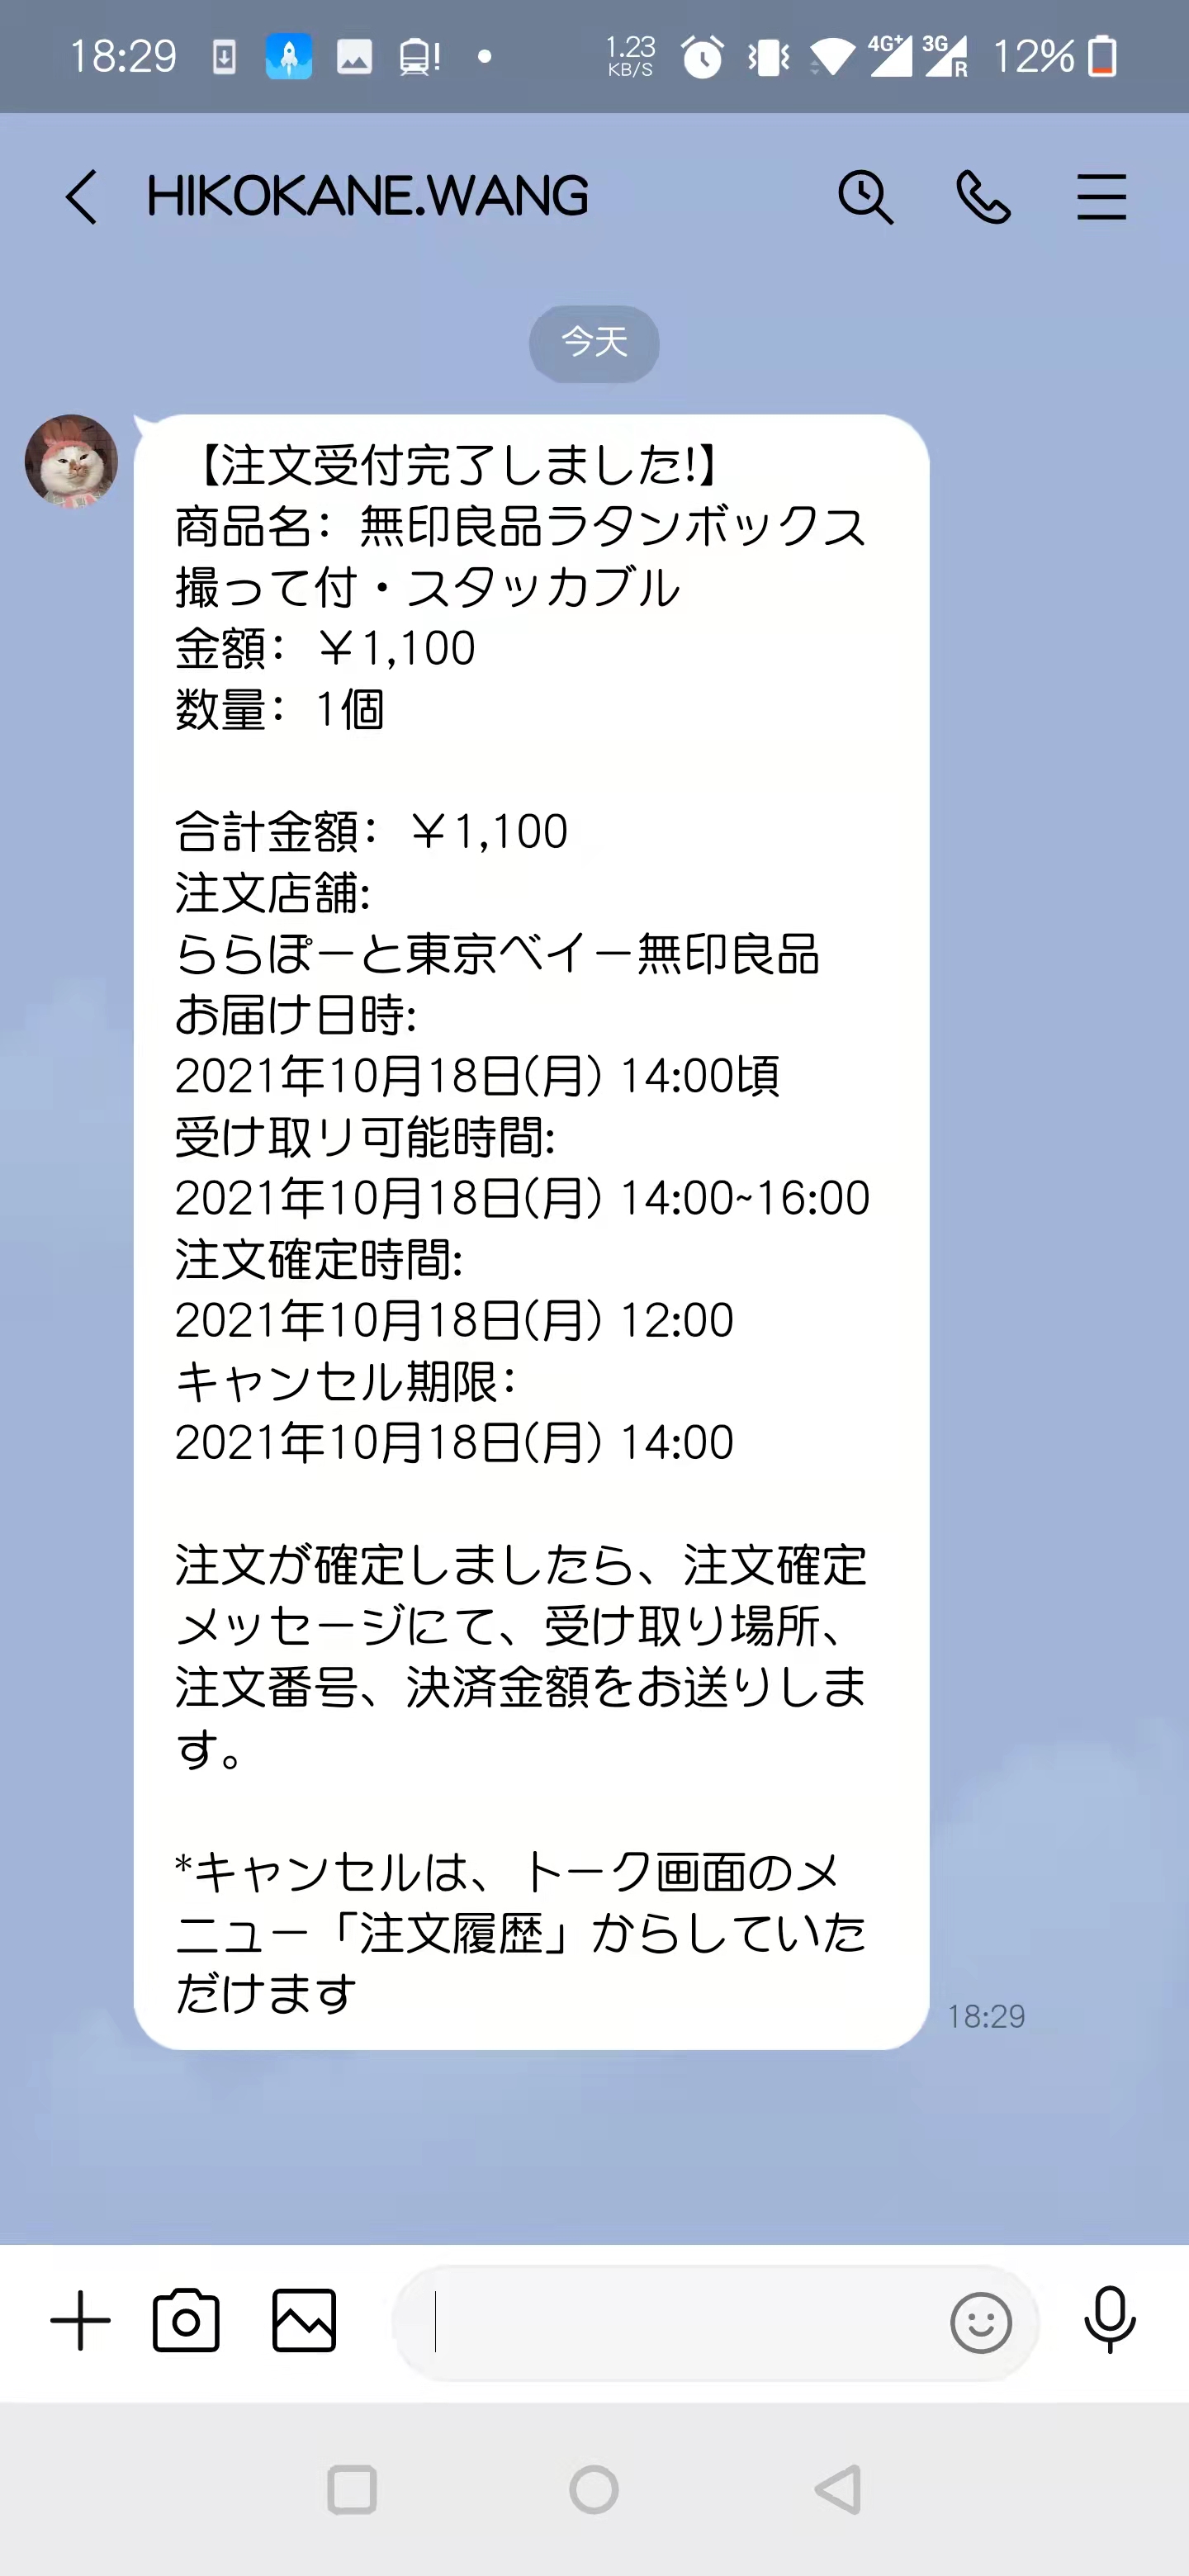 18:29
1.23
KB/S
4G+
3G
R
12%
HIKOKANE.WANG
今天
【注文受付完了しました!】
商品名：無印良品ラタンボックス
撮って付・スタッカブル
金額：￥1,100
数量：1個
合計金額：￥1,100
注文店舗:
ららぽーと東京ベイー無印良品
お届け日時:
2021年10月18日(月) 14:00頃
受け取り可能時間:
2021年10月18日(月) 14:00~16:00
注文確定時間:
2021年10月18日(月) 12:00
キャンセル期限：
2021年10月18日(月) 14:00
注文が確定しましたら、注文確定
メッセージにて、受け取り場所、
注文番号、決済金額をお送りしま
す。
*キャンセルは、トーク画面のメ
ニュー「注文履歴」からしていた
だけます
18:29